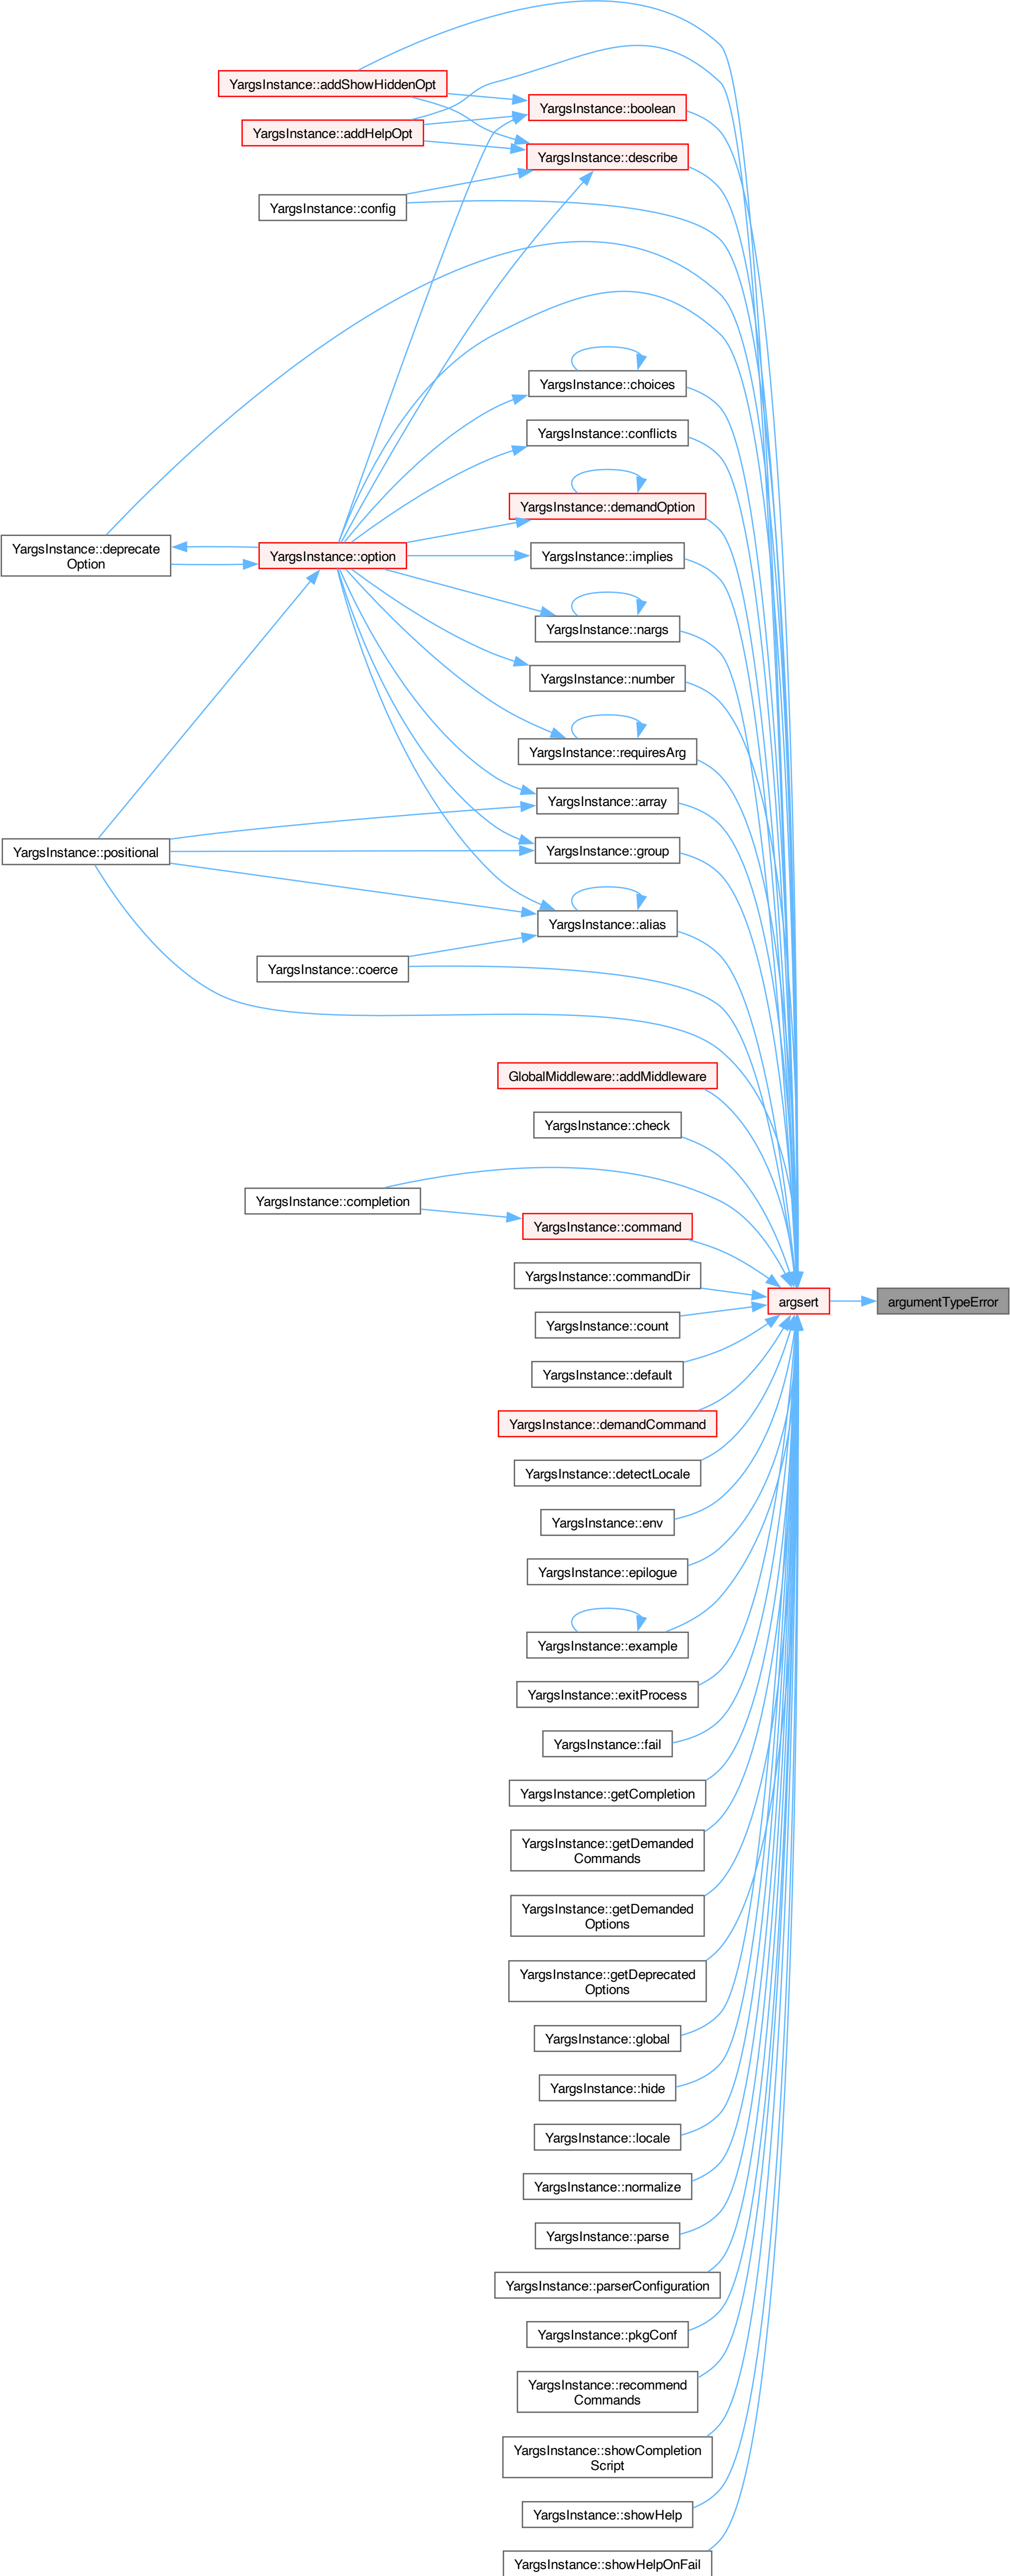 YargsInstance::addShowHiddenOpt
YargsInstance::boolean
YargsInstance::addHelpOpt
YargsInstance::describe
YargsInstance::config
YargsInstance::choices
YargsInstance::conflicts
YargsInstance::demandOption
YargsInstance::deprecate
Option
YargsInstance::option
YargsInstance::implies
YargsInstance::nargs
YargsInstance::number
YargsInstance::requiresArg
YargsInstance::array
YargsInstance::positional
YargsInstance::group
YargsInstance::alias
YargsInstance::coerce
GlobalMiddleware::addMiddleware
YargsInstance::check
YargsInstance::completion
YargsInstance::command
YargsInstance::commandDir
argsert
argumentTypeError
YargsInstance::count
YargsInstance::default
YargsInstance::demandCommand
YargsInstance::detectLocale
YargsInstance::env
YargsInstance::epilogue
YargsInstance::example
YargsInstance::exitProcess
YargsInstance::fail
YargsInstance::getCompletion
YargsInstance::getDemanded
Commands
YargsInstance::getDemanded
Options
YargsInstance::getDeprecated
Options
YargsInstance::global
YargsInstance::hide
YargsInstance::locale
YargsInstance::normalize
YargsInstance::parse
YargsInstance::parserConfiguration
YargsInstance::pkgConf
YargsInstance::recommend
Commands
YargsInstance::showCompletion
Script
YargsInstance::showHelp
YargsInstance::showHelpOnFail